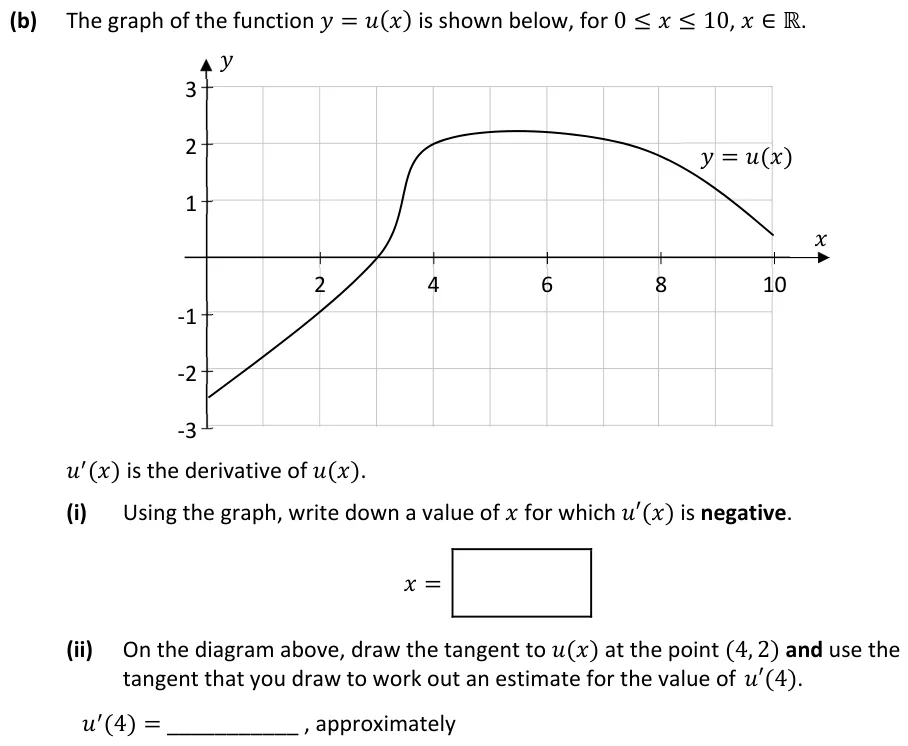 (b) The graph of the function y = u(x) is shown below, for 0 ≤ x ≤ 10, x ∈ ℝ.
y
3
2
y = u(x)
1
x
2 4 6 8 10
-1
-2
-3
u′(x) is the derivative of u(x).
(i) Using the graph, write down a value of x for which u′(x) is negative.
x =
(ii) On the diagram above, draw the tangent to u(x) at the point (4, 2) and use the
tangent that you draw to work out an estimate for the value of u′(4).
u′(4) = ___________ , approximately